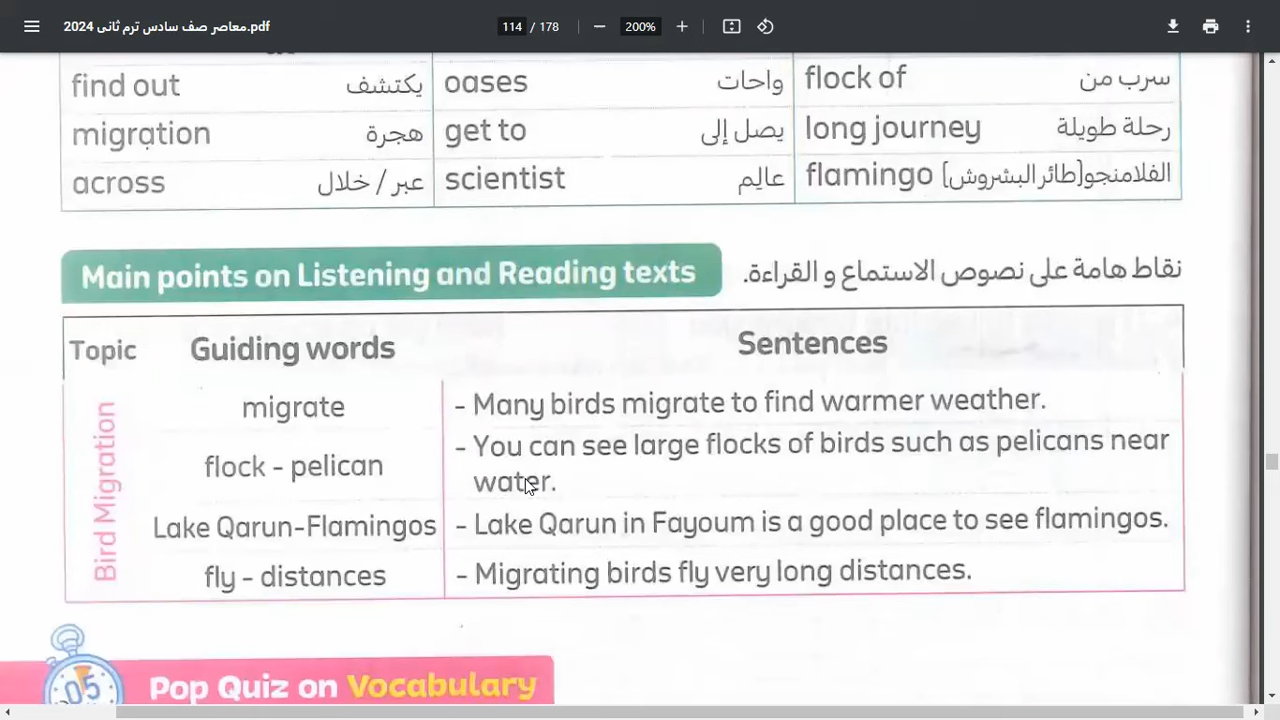 معاصر صف سادس ترم ثانى 2024.pdf
114 / 178
200%
find out يكتشف oases واحات flock of سرب من
migration هجرة get to يصل إلى long journey رحلة طويلة
across عبر / خلال scientist عالِم flamingo الفلامنجو (طائر البشروش)
Main points on Listening and Reading texts نقاط هامة على نصوص الاستماع و القراءة.
Topic Guiding words Sentences
Bird Migration
migrate - Many birds migrate to find warmer weather.
flock - pelican - You can see large flocks of birds such as pelicans near
water.
Lake Qarun-Flamingos - Lake Qarun in Fayoum is a good place to see flamingos.
fly - distances - Migrating birds fly very long distances.
05
Pop Quiz on Vocabulary